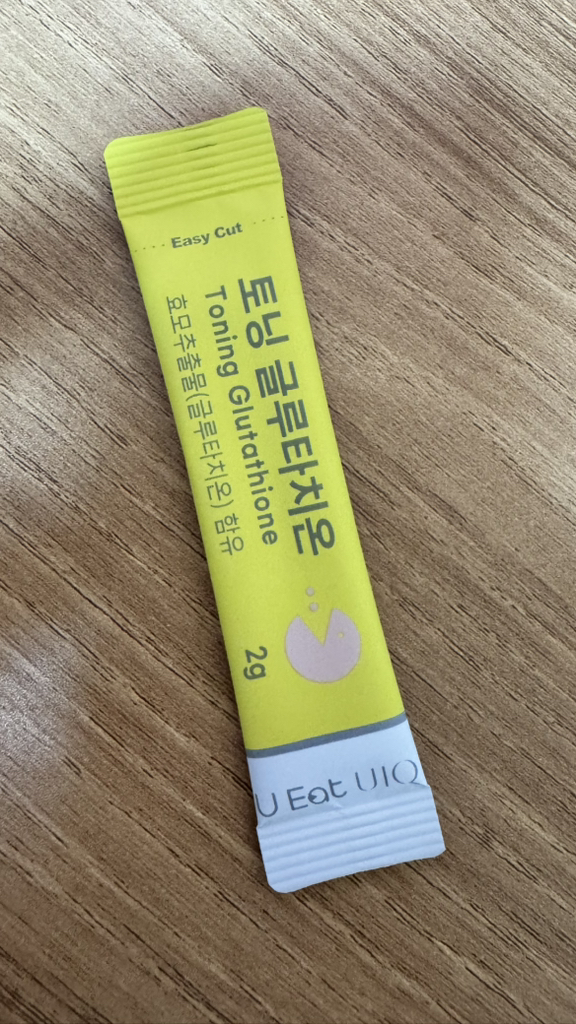 Easy Cut
토닝 글루타치온
Toning Glutathione
효모추출물(글루타치온) 함유
2g
U Eat UIQ